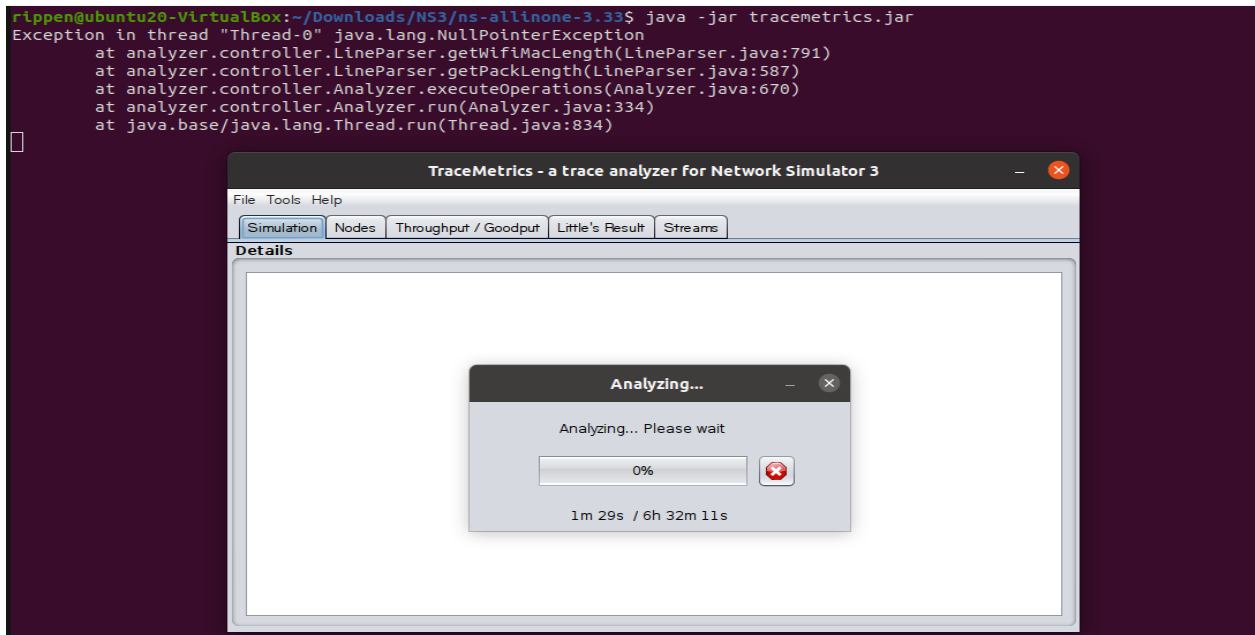 rippen@ubuntu20-VirtualBox:~/Downloads/NS3/ns-allinone-3.33$ java -jar tracemetrics.jar
Exception in thread "Thread-0" java.lang.NullPointerException
at analyzer.controller.LineParser.getWifiMacLength(LineParser.java:791)
at analyzer.controller.LineParser.getPackLength(LineParser.java:587)
at analyzer.controller.Analyzer.executeOperations(Analyzer.java:670)
at analyzer.controller.Analyzer.run(Analyzer.java:334)
at java.base/java.lang.Thread.run(Thread.java:834)
TraceMetrics - a trace analyzer for Network Simulator 3
File Tools Help
Simulation Nodes Throughput / Goodput Little's Result Streams
Details
Analyzing...
Analyzing... Please wait
0%
1m 29s / 6h 32m 11s